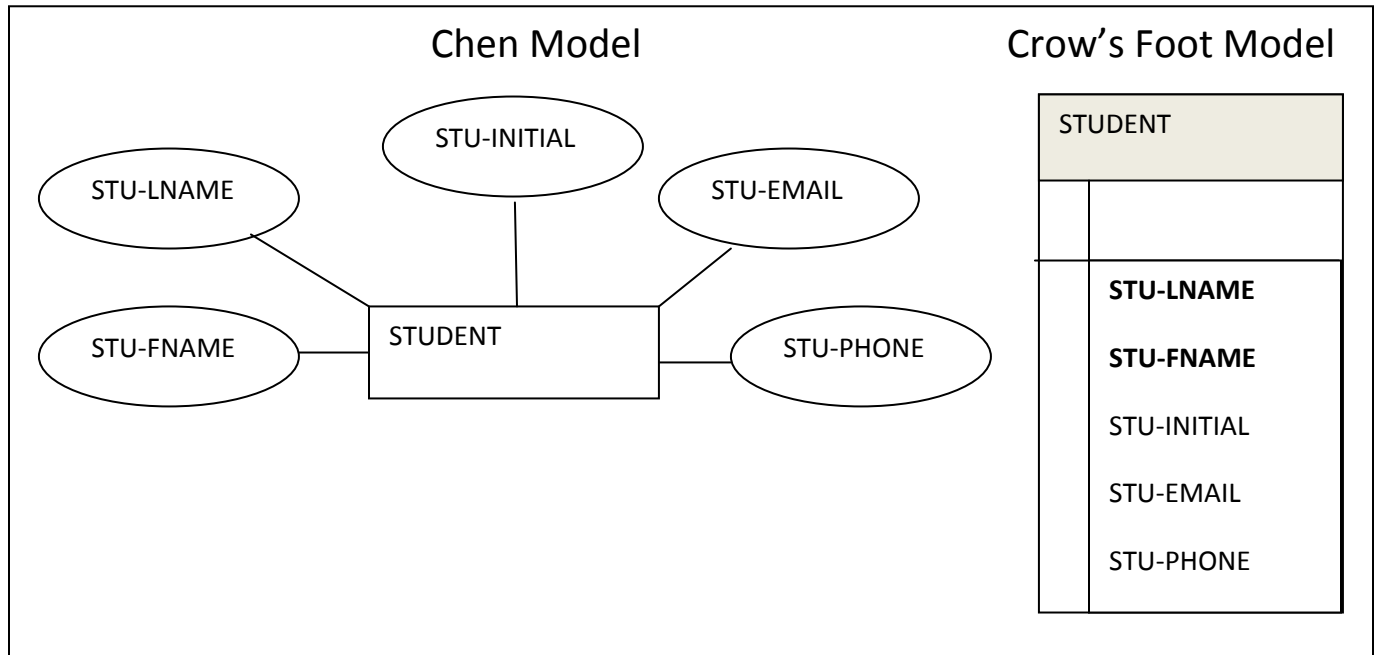 Chen Model
STU-INITIAL
STU-LNAME
STU-EMAIL
STU-FNAME
STUDENT
STU-PHONE
Crow’s Foot Model
STUDENT
STU-LNAME
STU-FNAME
STU-INITIAL
STU-EMAIL
STU-PHONE